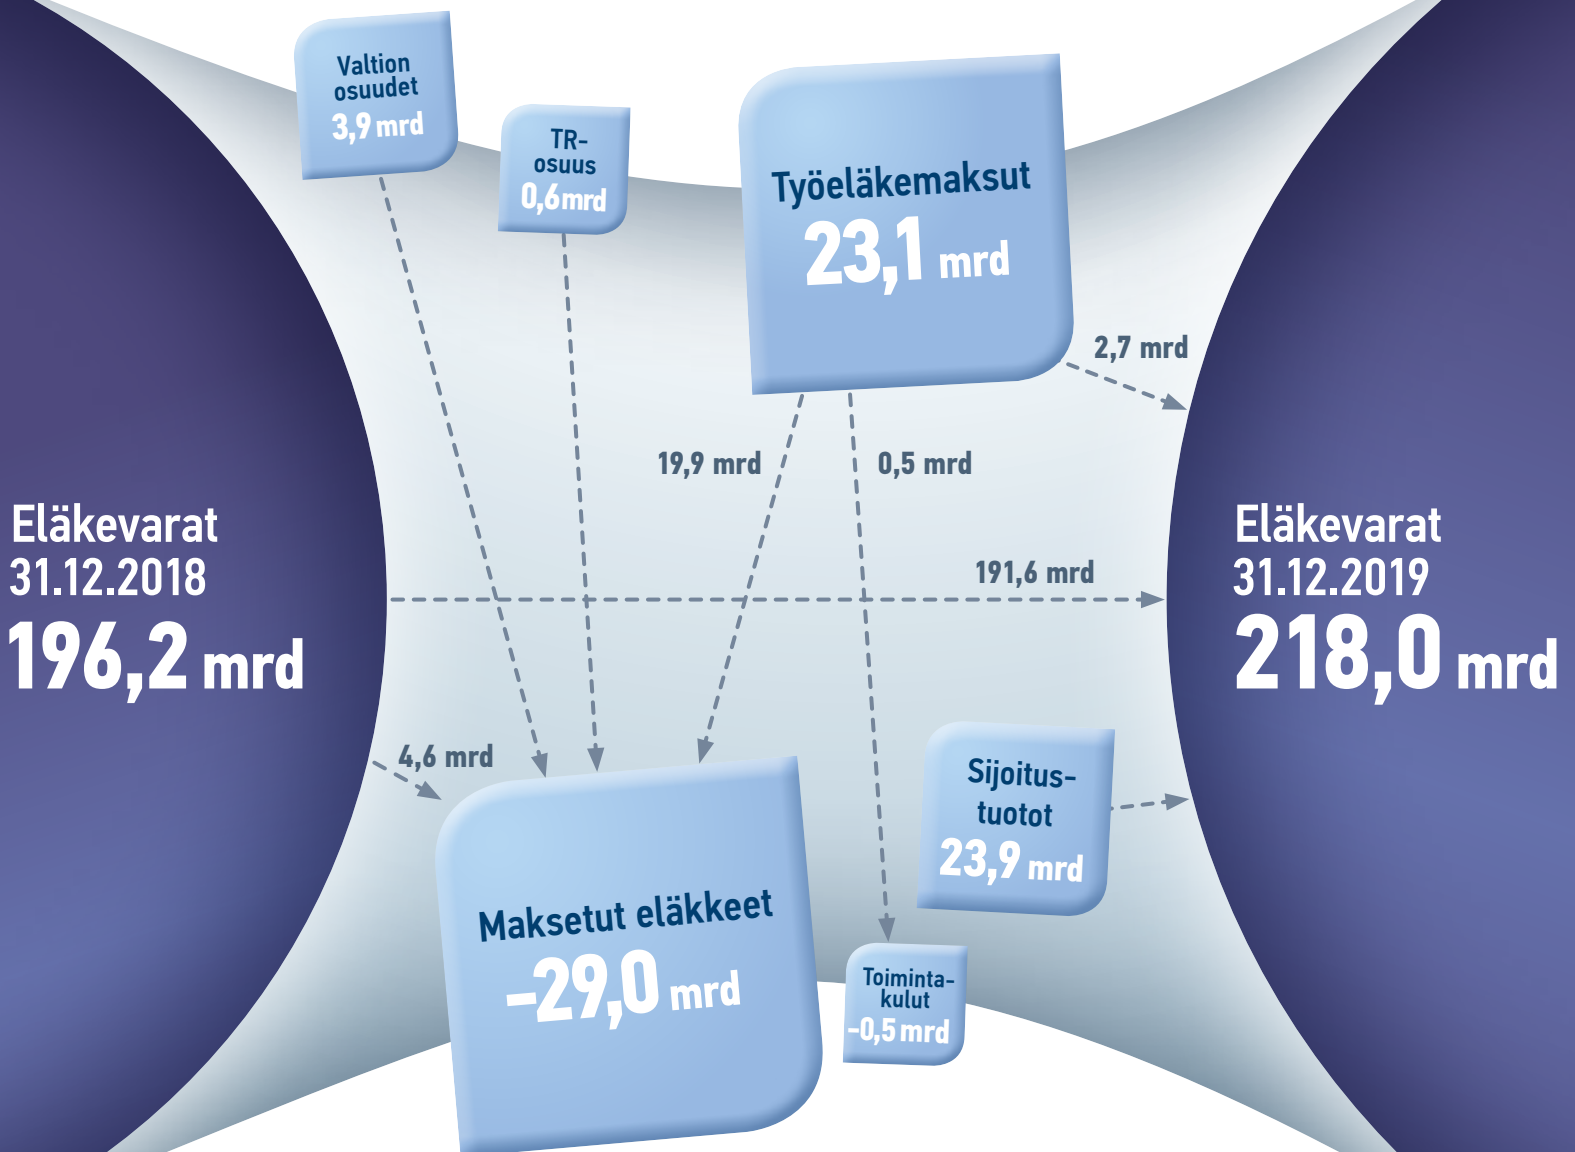 Valtion
osuudet
3,9 mrd
TR-
osuus
0,6 mrd
Työeläkemaksut
23,1 mrd
2,7 mrd
19,9 mrd
0,5 mrd
Eläkevarat
31.12.2018
196,2 mrd
191,6 mrd
Eläkevarat
31.12.2019
218,0 mrd
4,6 mrd
Maksetut eläkkeet
-29,0 mrd
Sijoitus-
tuotot
23,9 mrd
Toiminta-
kulut
-0,5 mrd